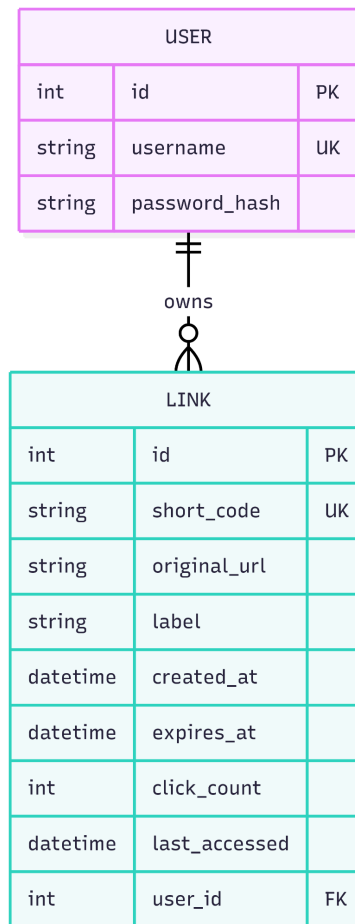 USER
int id PK
string username UK
string password_hash
owns
LINK
int id PK
string short_code UK
string original_url
string label
datetime created_at
datetime expires_at
int click_count
datetime last_accessed
int user_id FK